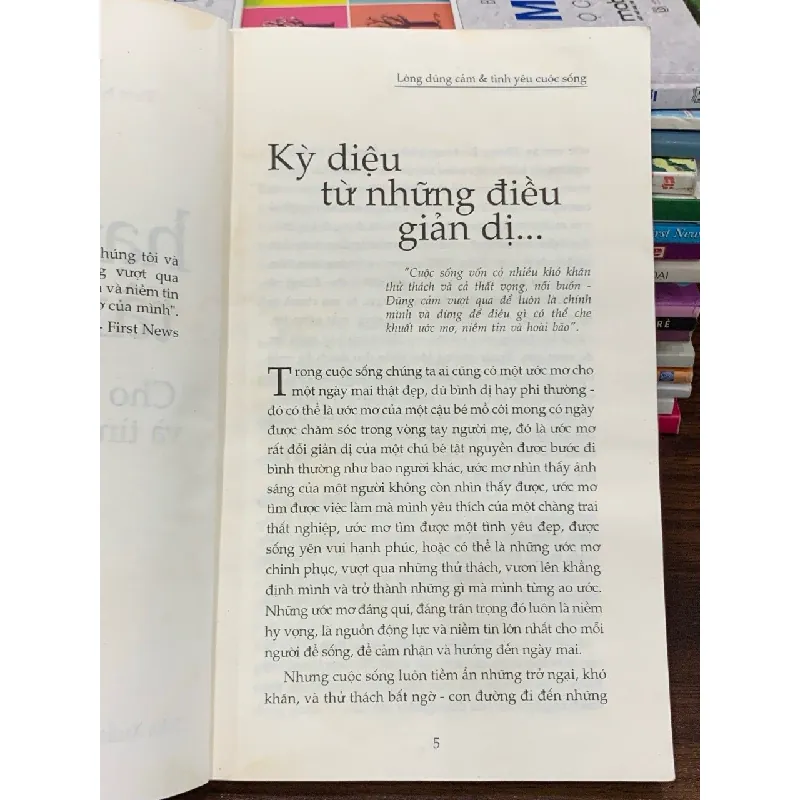 húng tôi và
vượt qua
và niềm tin
của mình".
- First News
Lòng dũng cảm & tình yêu cuộc sống
Kỳ diệu
từ những điều
giản dị...
"Cuộc sống vốn có nhiều khó khăn
thử thách và cả thất vọng, nỗi buồn -
Dũng cảm vượt qua để luôn là chính
mình và đừng để điều gì có thể che
khuất ước mơ, niềm tin và hoài bão".
Trong cuộc sống chúng ta ai cũng có một ước mơ cho
một ngày mai thật đẹp, dù bình dị hay phi thường -
đó có thể là ước mơ của một cậu bé mồ côi mong có ngày
được chăm sóc trong vòng tay người mẹ, đó là ước mơ
rất đỗi giản dị của một chú bé tật nguyền được bước đi
bình thường như bao người khác, ước mơ nhìn thấy ánh
sáng của một người không còn nhìn thấy được, ước mơ
tìm được việc làm mà mình yêu thích của một chàng trai
thất nghiệp, ước mơ tìm được một tình yêu đẹp, được
sống yên vui hạnh phúc, hoặc có thể là những ước mơ
chinh phục, vượt qua những thử thách, vươn lên khẳng
định mình và trở thành những gì mà mình từng ao ước.
Những ước mơ đáng quí, đáng trân trọng đó luôn là niềm
hy vọng, là nguồn động lực và niềm tin lớn nhất cho mỗi
người để sống, để cảm nhận và hướng đến ngày mai.
Nhưng cuộc sống luôn tiềm ẩn những trở ngại, khó
khăn, và thử thách bất ngờ - con đường đi đến những
5